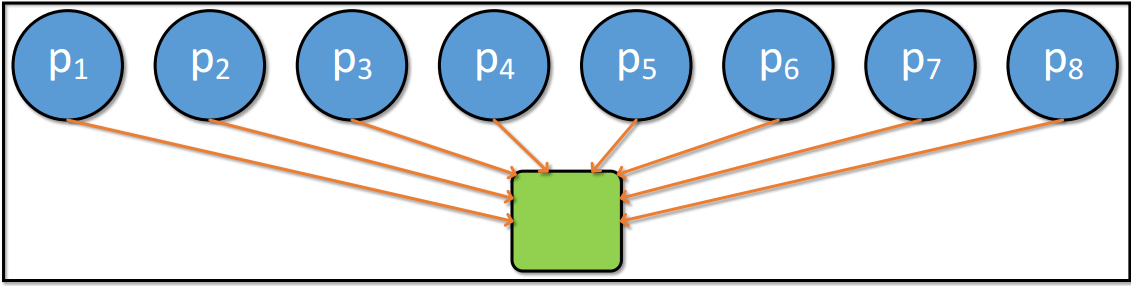 p₁ p₂ p₃ p₄ p₅ p₆ p₇ p₈